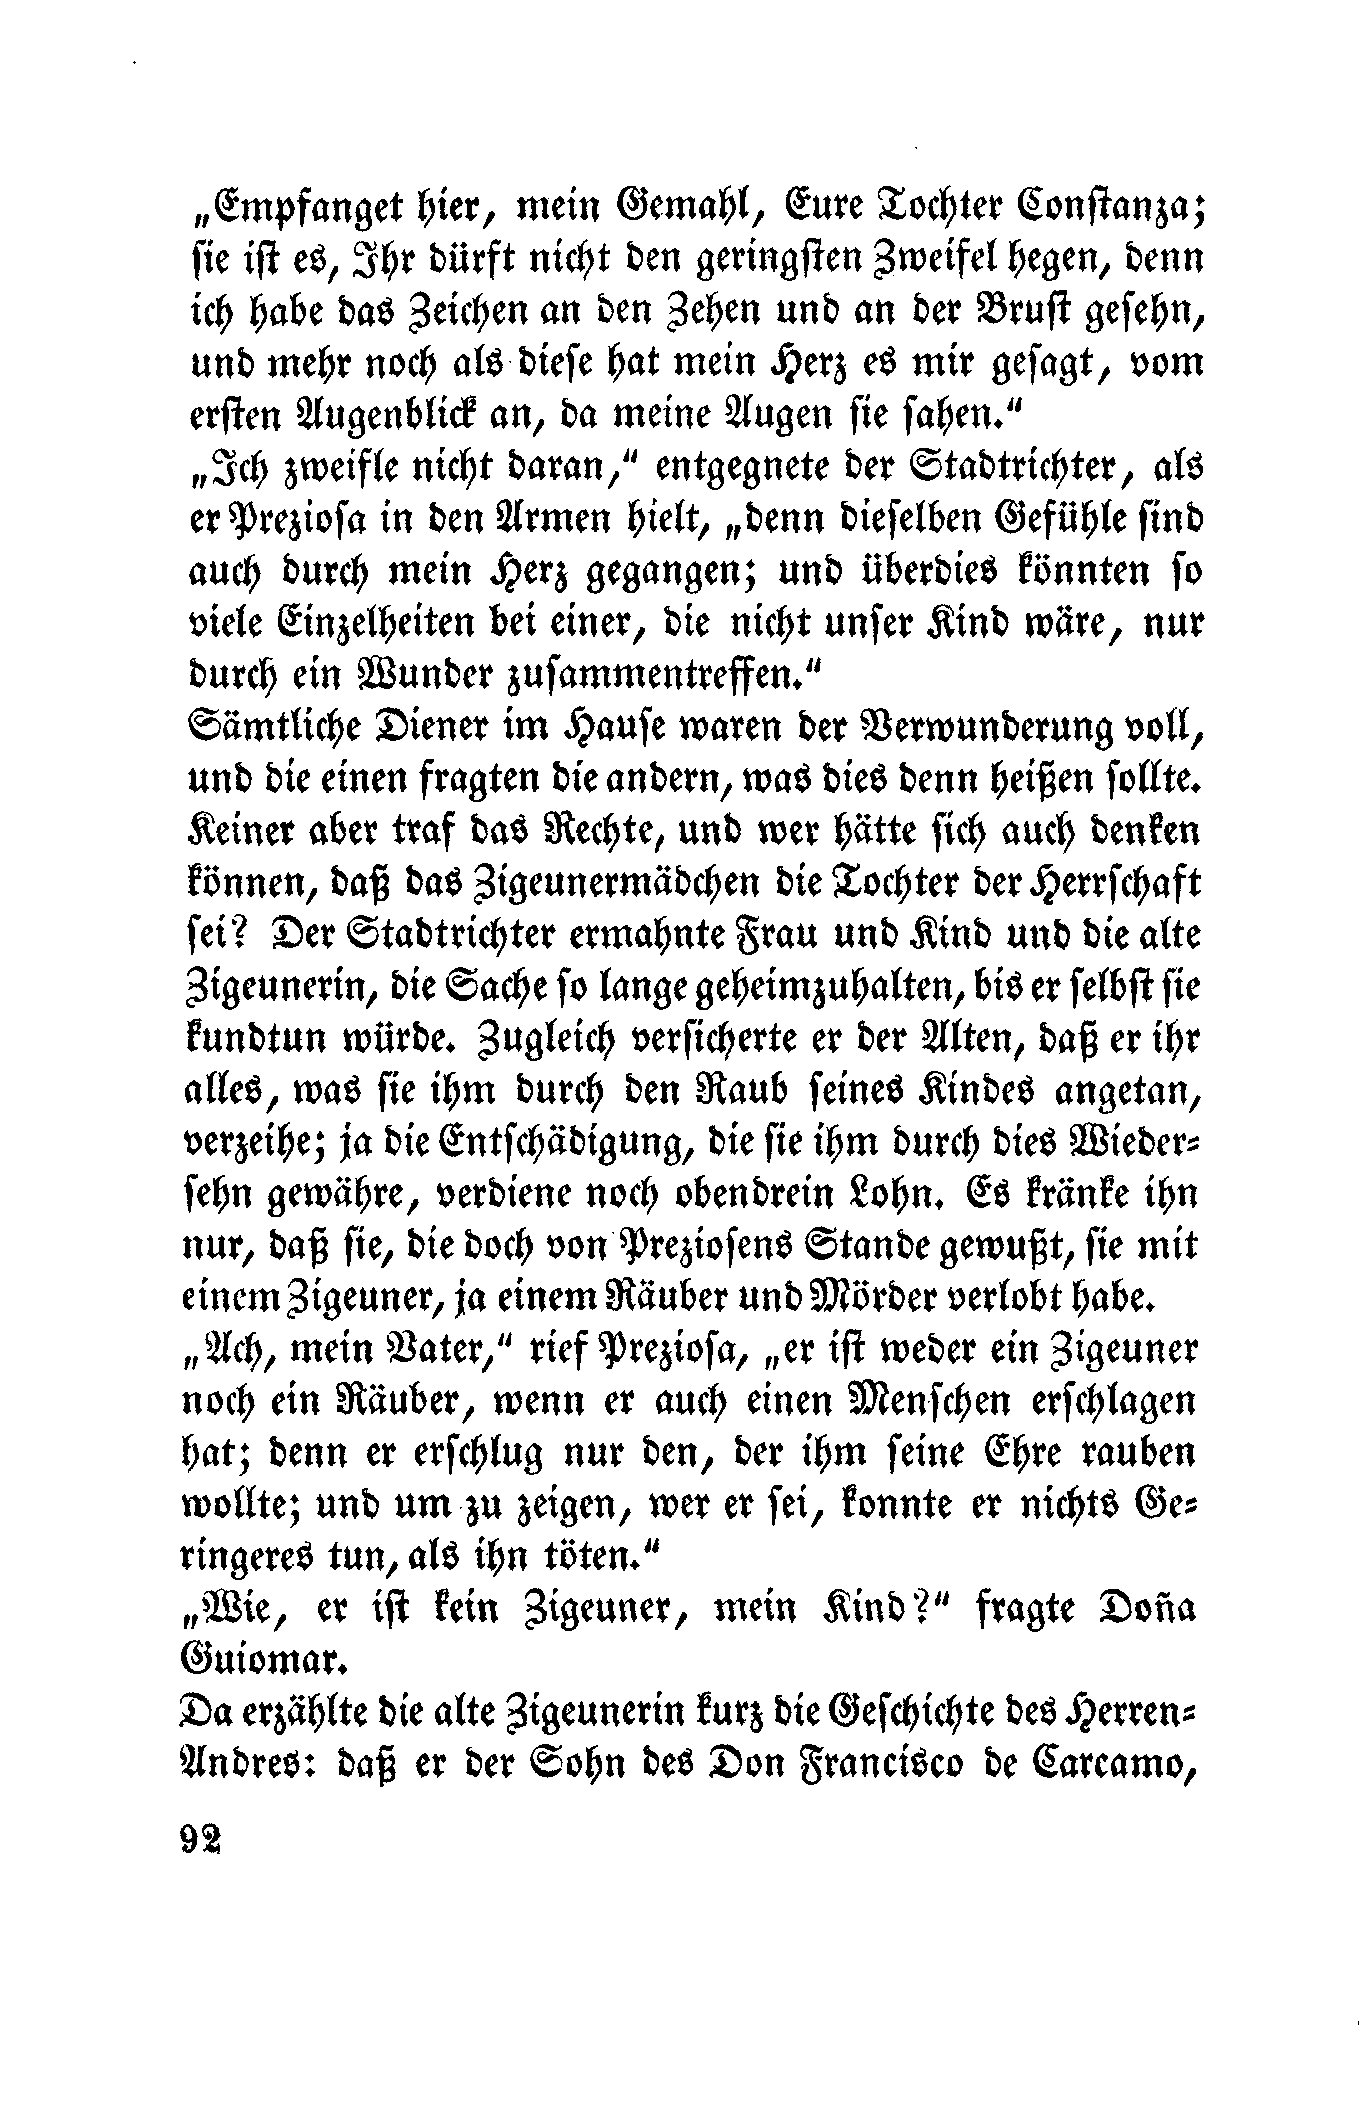 „Empfanget hier, mein Gemahl, Eure Tochter Constanza;
sie ist es, Ihr dürft nicht den geringsten Zweifel hegen, denn
ich habe das Zeichen an den Zehen und an der Brust gesehn,
und mehr noch als diese hat mein Herz es mir gesagt, vom
ersten Augenblick an, da meine Augen sie sahen.“
„Ich zweifle nicht daran,“ entgegnete der Stadtrichter, als
er Preziosa in den Armen hielt, „denn dieselben Gefühle sind
auch durch mein Herz gegangen; und überdies könnten so
viele Einzelheiten bei einer, die nicht unser Kind wäre, nur
durch ein Wunder zusammentreffen.“
Sämtliche Diener im Hause waren der Verwunderung voll,
und die einen fragten die andern, was dies denn heißen sollte.
Keiner aber traf das Rechte, und wer hätte sich auch denken
können, daß das Zigeunermädchen die Tochter der Herrschaft
sei? Der Stadtrichter ermahnte Frau und Kind und die alte
Zigeunerin, die Sache so lange geheimzuhalten, bis er selbst sie
kundtun würde. Zugleich versicherte er der Alten, daß er ihr
alles, was sie ihm durch den Raub seines Kindes angetan,
verzeihe; ja die Entschädigung, die sie ihm durch dies Wieder-
sehn gewähre, verdiene noch obendrein Lohn. Es kränke ihn
nur, daß sie, die doch von Preziosens Stande gewußt, sie mit
einem Zigeuner, ja einem Räuber und Mörder verlobt habe.
„Ach, mein Vater,“ rief Preziosa, „er ist weder ein Zigeuner
noch ein Räuber, wenn er auch einen Menschen erschlagen
hat; denn er erschlug nur den, der ihm seine Ehre rauben
wollte; und um zu zeigen, wer er sei, konnte er nichts Ge-
ringeres tun, als ihn töten.“
„Wie, er ist kein Zigeuner, mein Kind?“ fragte Doña
Guiomar.
Da erzählte die alte Zigeunerin kurz die Geschichte des Herren-
Andres: daß er der Sohn des Don Francisco de Carcamo,
92